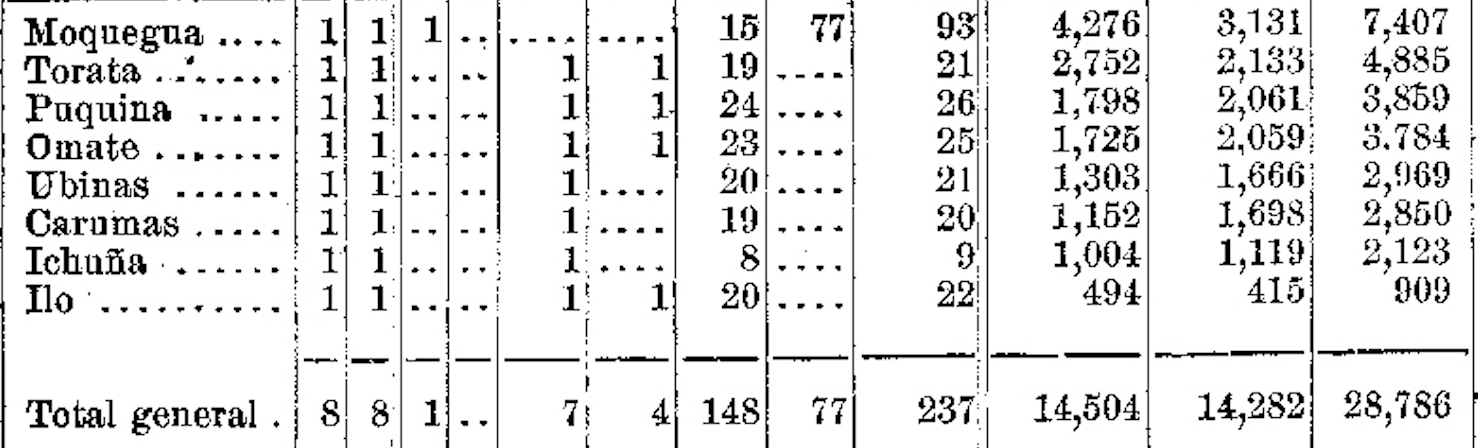 Moquegua .... 1 1 1 .. .... .... 15 77 93 4,276 3,131 7,407
Torata ....... 1 1 .. .. 1 1 19 .... 21 2,752 2,133 4,885
Puquina ..... 1 1 .. .. 1 1 24 .... 26 1,798 2,061 3,859
Omate ....... 1 1 .. .. 1 1 23 .... 25 1,725 2,059 3.784
Ubinas ...... 1 1 .. .. 1 .... 20 .... 21 1,303 1,666 2,969
Carumas ..... 1 1 .. .. 1 .... 19 .... 20 1,152 1,698 2,850
Ichuña ...... 1 1 .. .. 1 .... 8 .... 9 1,004 1,119 2,123
Ilo .......... 1 1 .. .. 1 1 20 .... 22 494 415 909
Total general . 8 8 1 .. 7 4 148 77 237 14,504 14,282 28,786